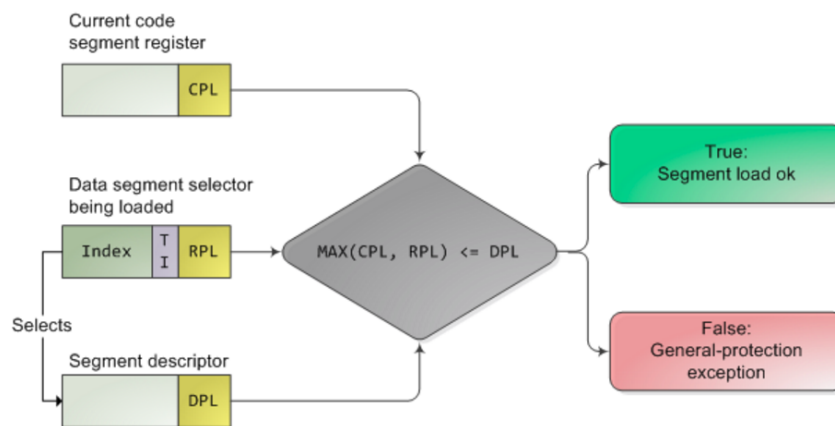 Current code
segment register
CPL
Data segment selector
being loaded
Index
T
I
RPL
MAX(CPL, RPL) <= DPL
True:
Segment load ok
Selects
Segment descriptor
DPL
False:
General-protection
exception